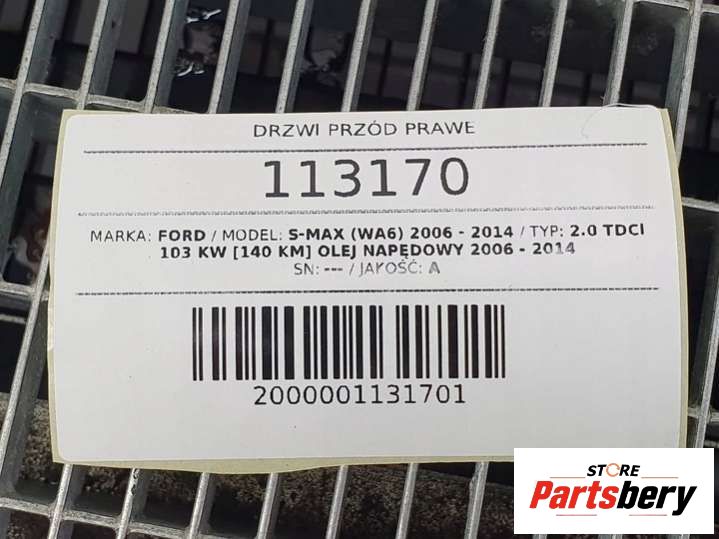 DRZWI PRZÓD PRAWE
113170
MARKA: FORD / MODEL: S-MAX (WA6) 2006 - 2014 / TYP: 2.0 TDCI
103 KW [140 KM] OLEJ NAPĘDOWY 2006 - 2014
SN: --- / JAKOŚĆ: A
2000001131701
STORE
Partsbery